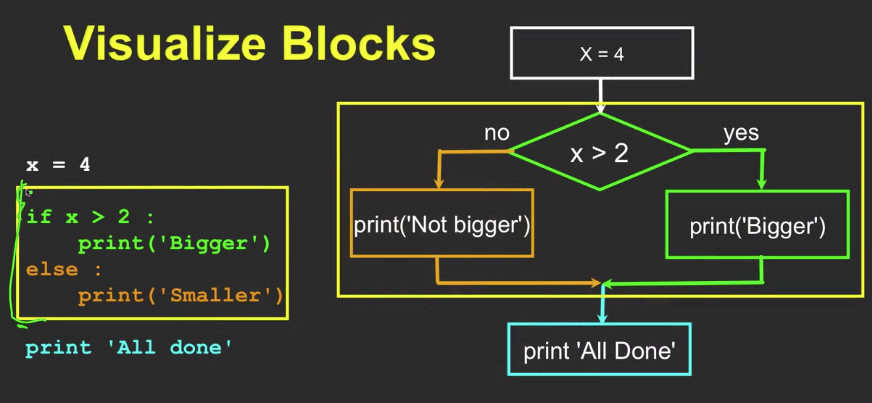 Visualize Blocks
x = 4
if x > 2 :
    print('Bigger')
else :
    print('Smaller')
print 'All done'
X = 4
no
yes
x > 2
print('Not bigger')
print('Bigger')
print 'All Done'